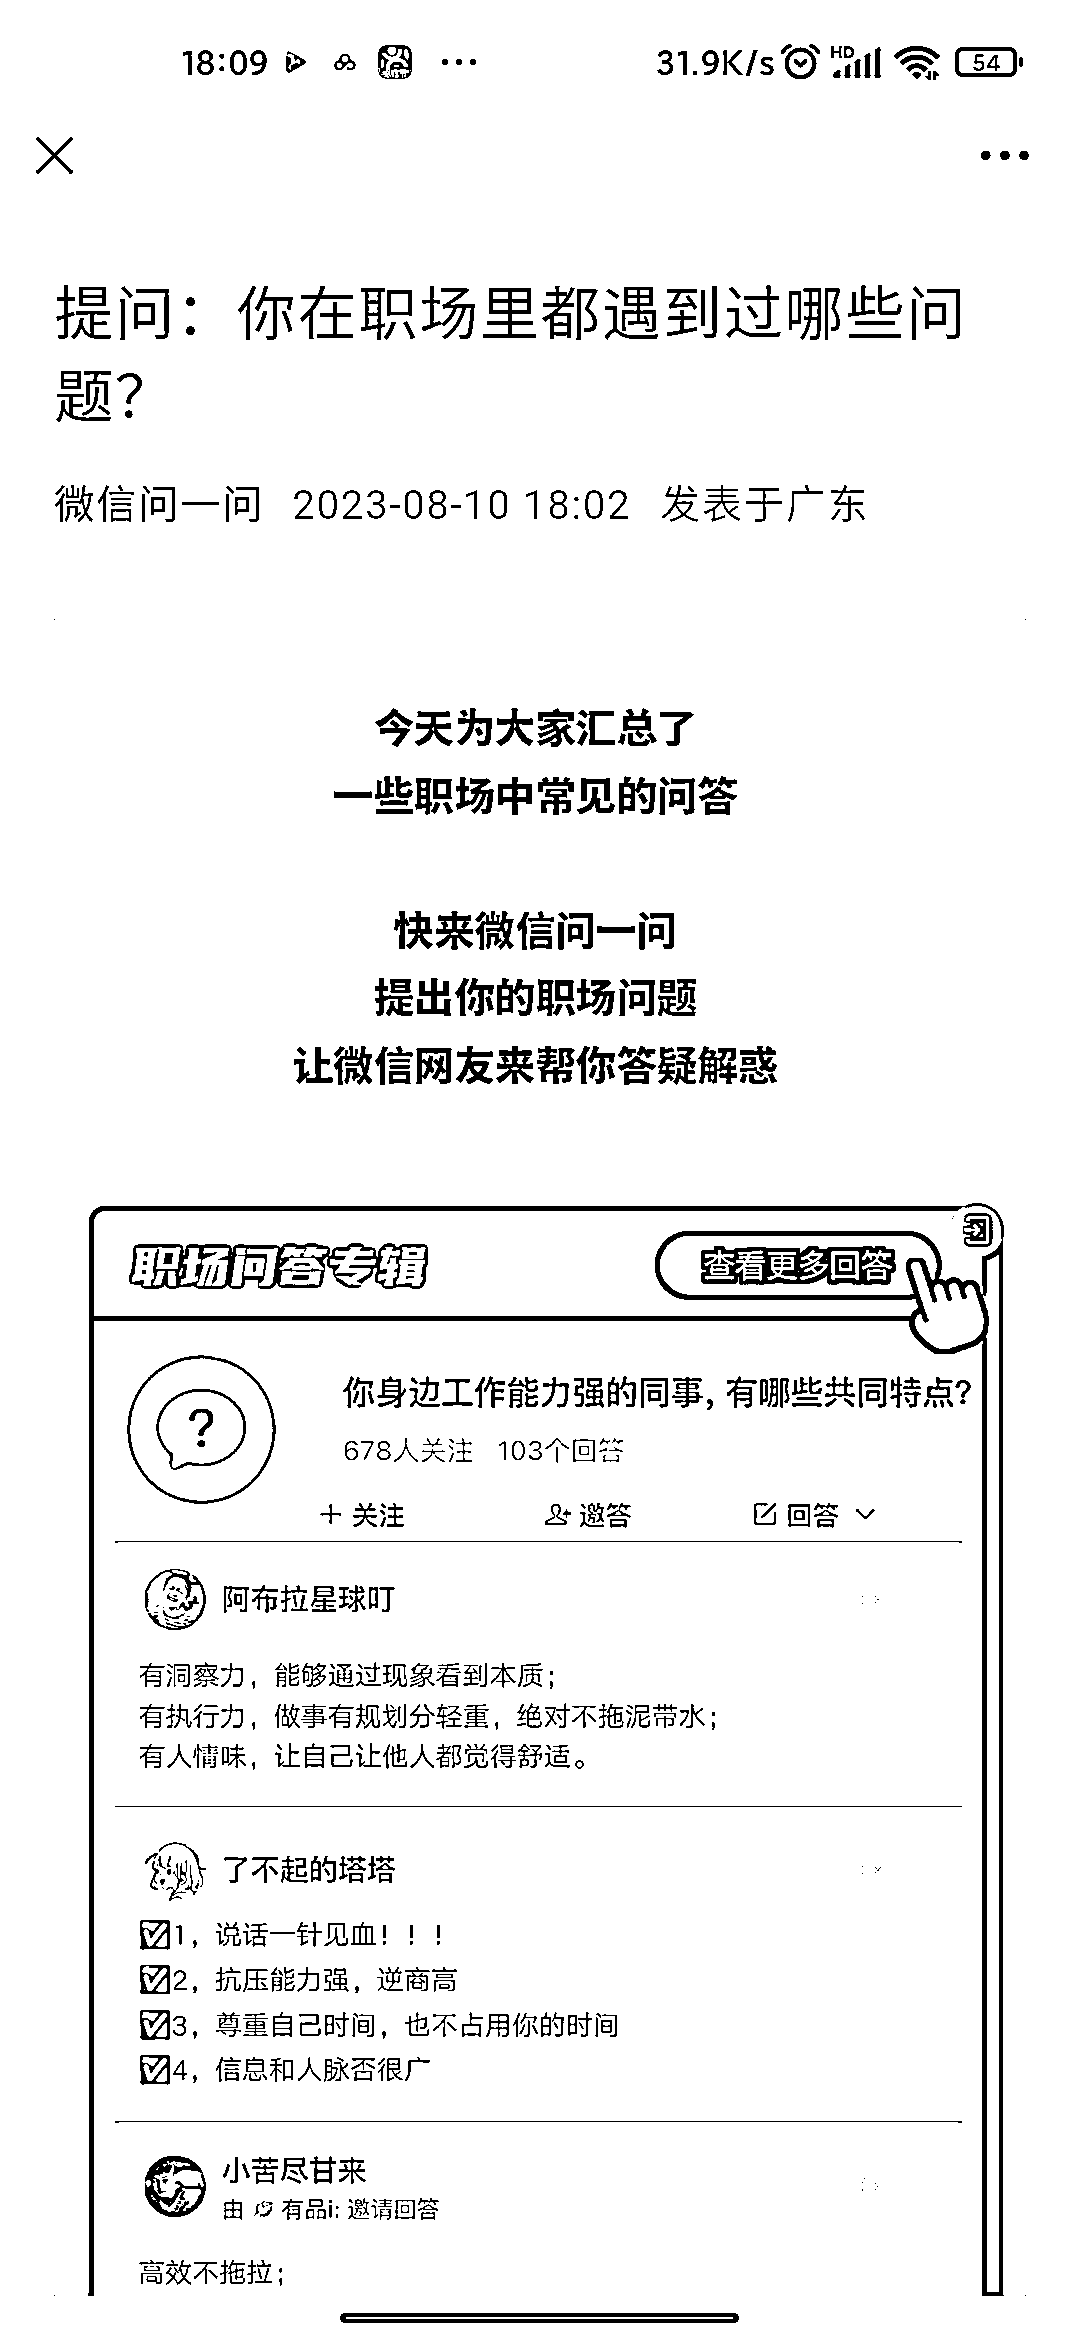 18:09 ··· 31.9K/s HD 54
提问：你在职场里都遇到过哪些问
题？
微信问一问 2023-08-10 18:02 发表于广东
今天为大家汇总了
一些职场中常见的问答
快来微信问一问
提出你的职场问题
让微信网友来帮你答疑解惑
职场问答专辑 查看更多回答
你身边工作能力强的同事，有哪些共同特点？
678人关注 103个回答
+ 关注 邀答 回答
阿布拉星球叮
有洞察力，能够通过现象看到本质；
有执行力，做事有规划分轻重，绝对不拖泥带水；
有人情味，让自己让他人都觉得舒适。
了不起的塔塔
1，说话一针见血！！！
2，抗压能力强，逆商高
3，尊重自己时间，也不占用你的时间
4，信息和人脉否很广
小苦尽甘来
由 有品i: 邀请回答
高效不拖拉；